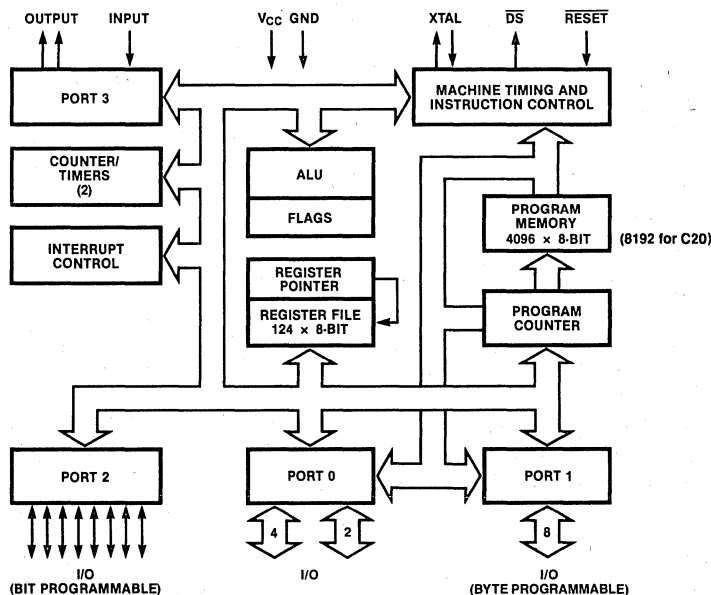 OUTPUT INPUT VCC GND XTAL DS RESET
PORT 3
MACHINE TIMING AND
INSTRUCTION CONTROL
COUNTER/
TIMERS
(2)
ALU
FLAGS
PROGRAM
MEMORY
4096 × 8-BIT
(8192 for C20)
INTERRUPT
CONTROL
REGISTER
POINTER
REGISTER FILE
124 × 8-BIT
PROGRAM
COUNTER
PORT 2
PORT 0
PORT 1
4
2
8
I/O
(BIT PROGRAMMABLE)
I/O
I/O
(BYTE PROGRAMMABLE)